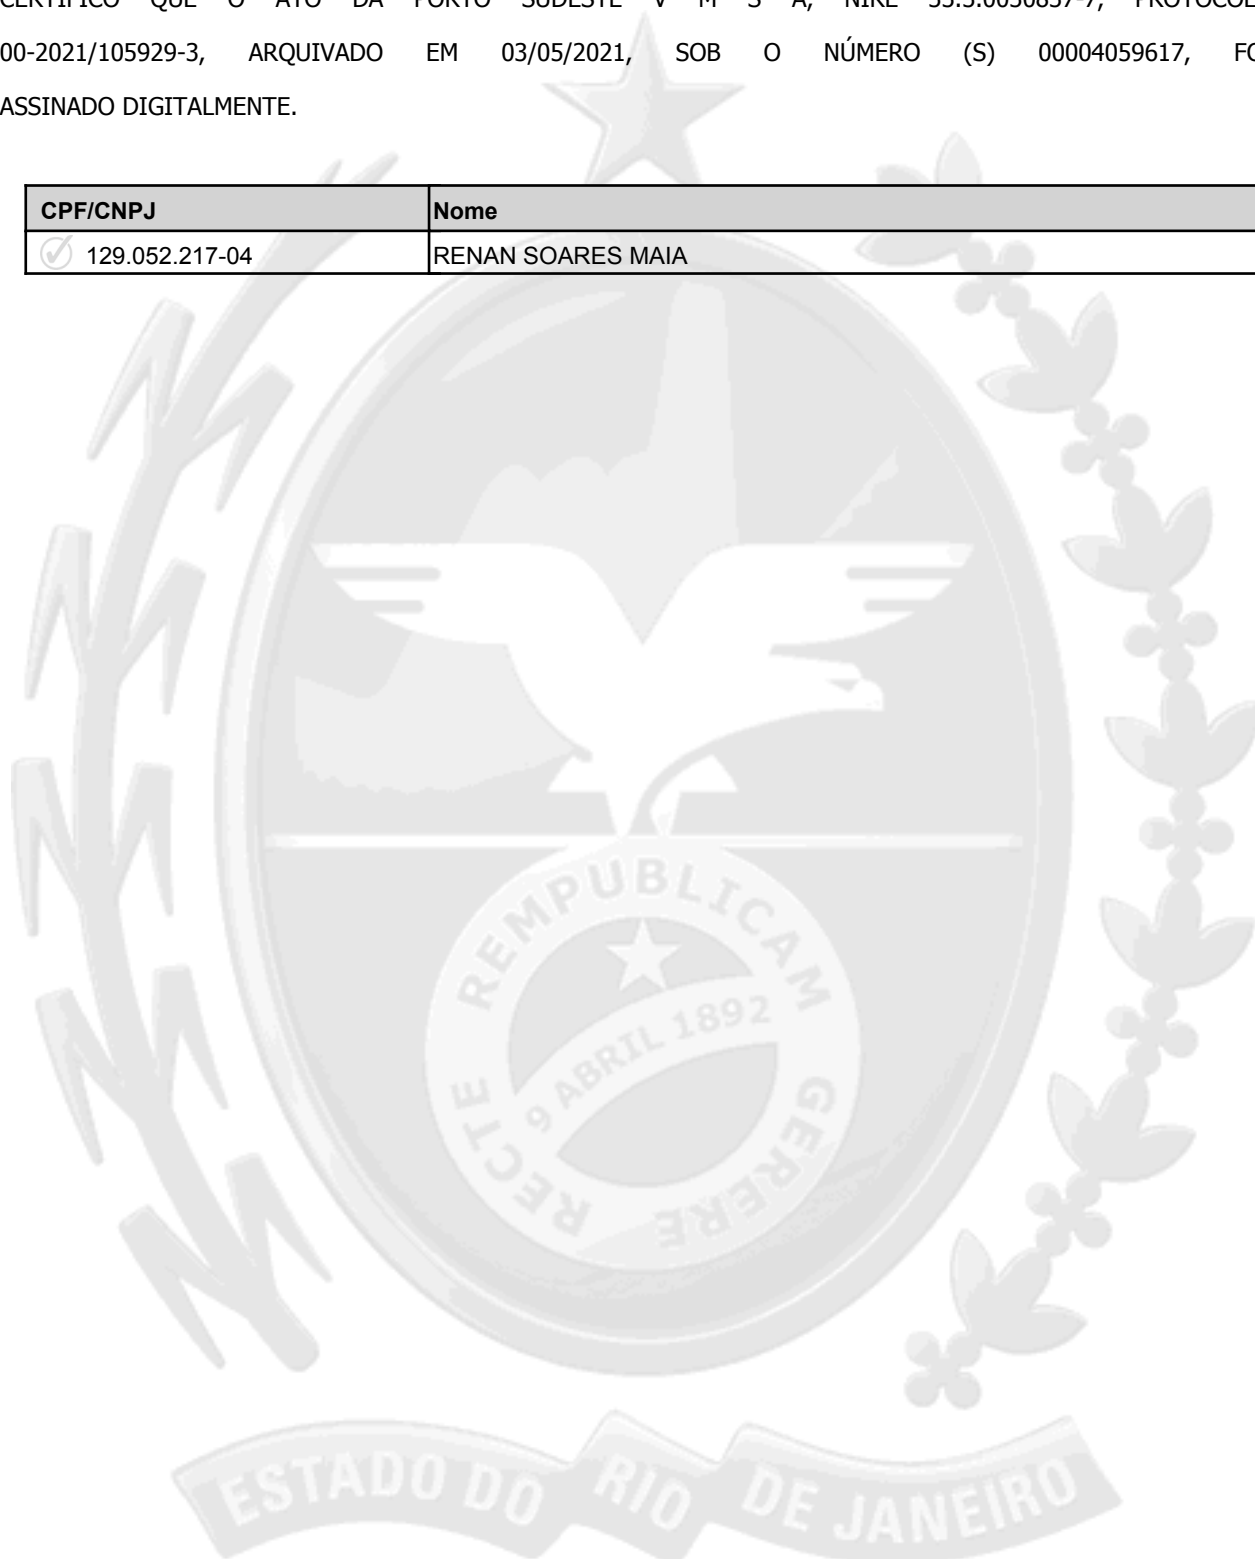 CERTIFICO QUE O ATO DA PORTO SUDESTE V M S A, NIRE 33.3.0030837-7, PROTOCOL
00-2021/105929-3, ARQUIVADO EM 03/05/2021, SOB O NÚMERO (S) 00004059617, FO
ASSINADO DIGITALMENTE.
CPF/CNPJ Nome
129.052.217-04 RENAN SOARES MAIA
RECTE REMPUBLICAM GERERE
9 ABRIL 1892
ESTADO DO RIO DE JANEIRO